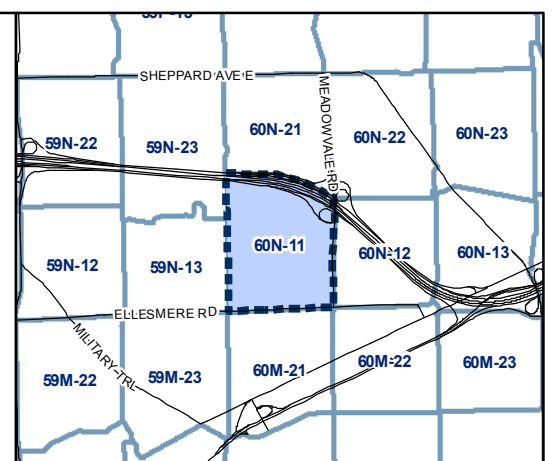 SHEPPARD AVE E
MEADOWVALE RD
60N-21
60N-22
60N-23
59N-22
59N-23
60N-11
60N-12
60N-13
59N-12
59N-13
ELLESMERE RD
MILITARY TRL
60M-21
60M-22
60M-23
59M-22
59M-23